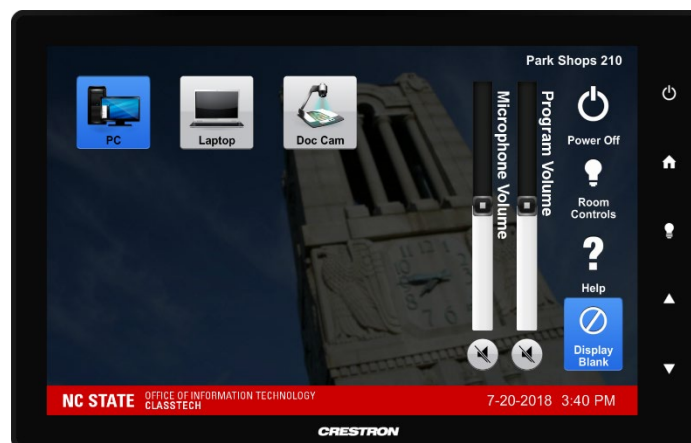 Park Shops 210
PC
Laptop
Doc Cam
Microphone Volume
Program Volume
Power Off
Room
Controls
?
Help
Display
Blank
NC STATE
OFFICE OF INFORMATION TECHNOLOGY
CLASSTECH
7-20-2018 3:40 PM
CRESTRON